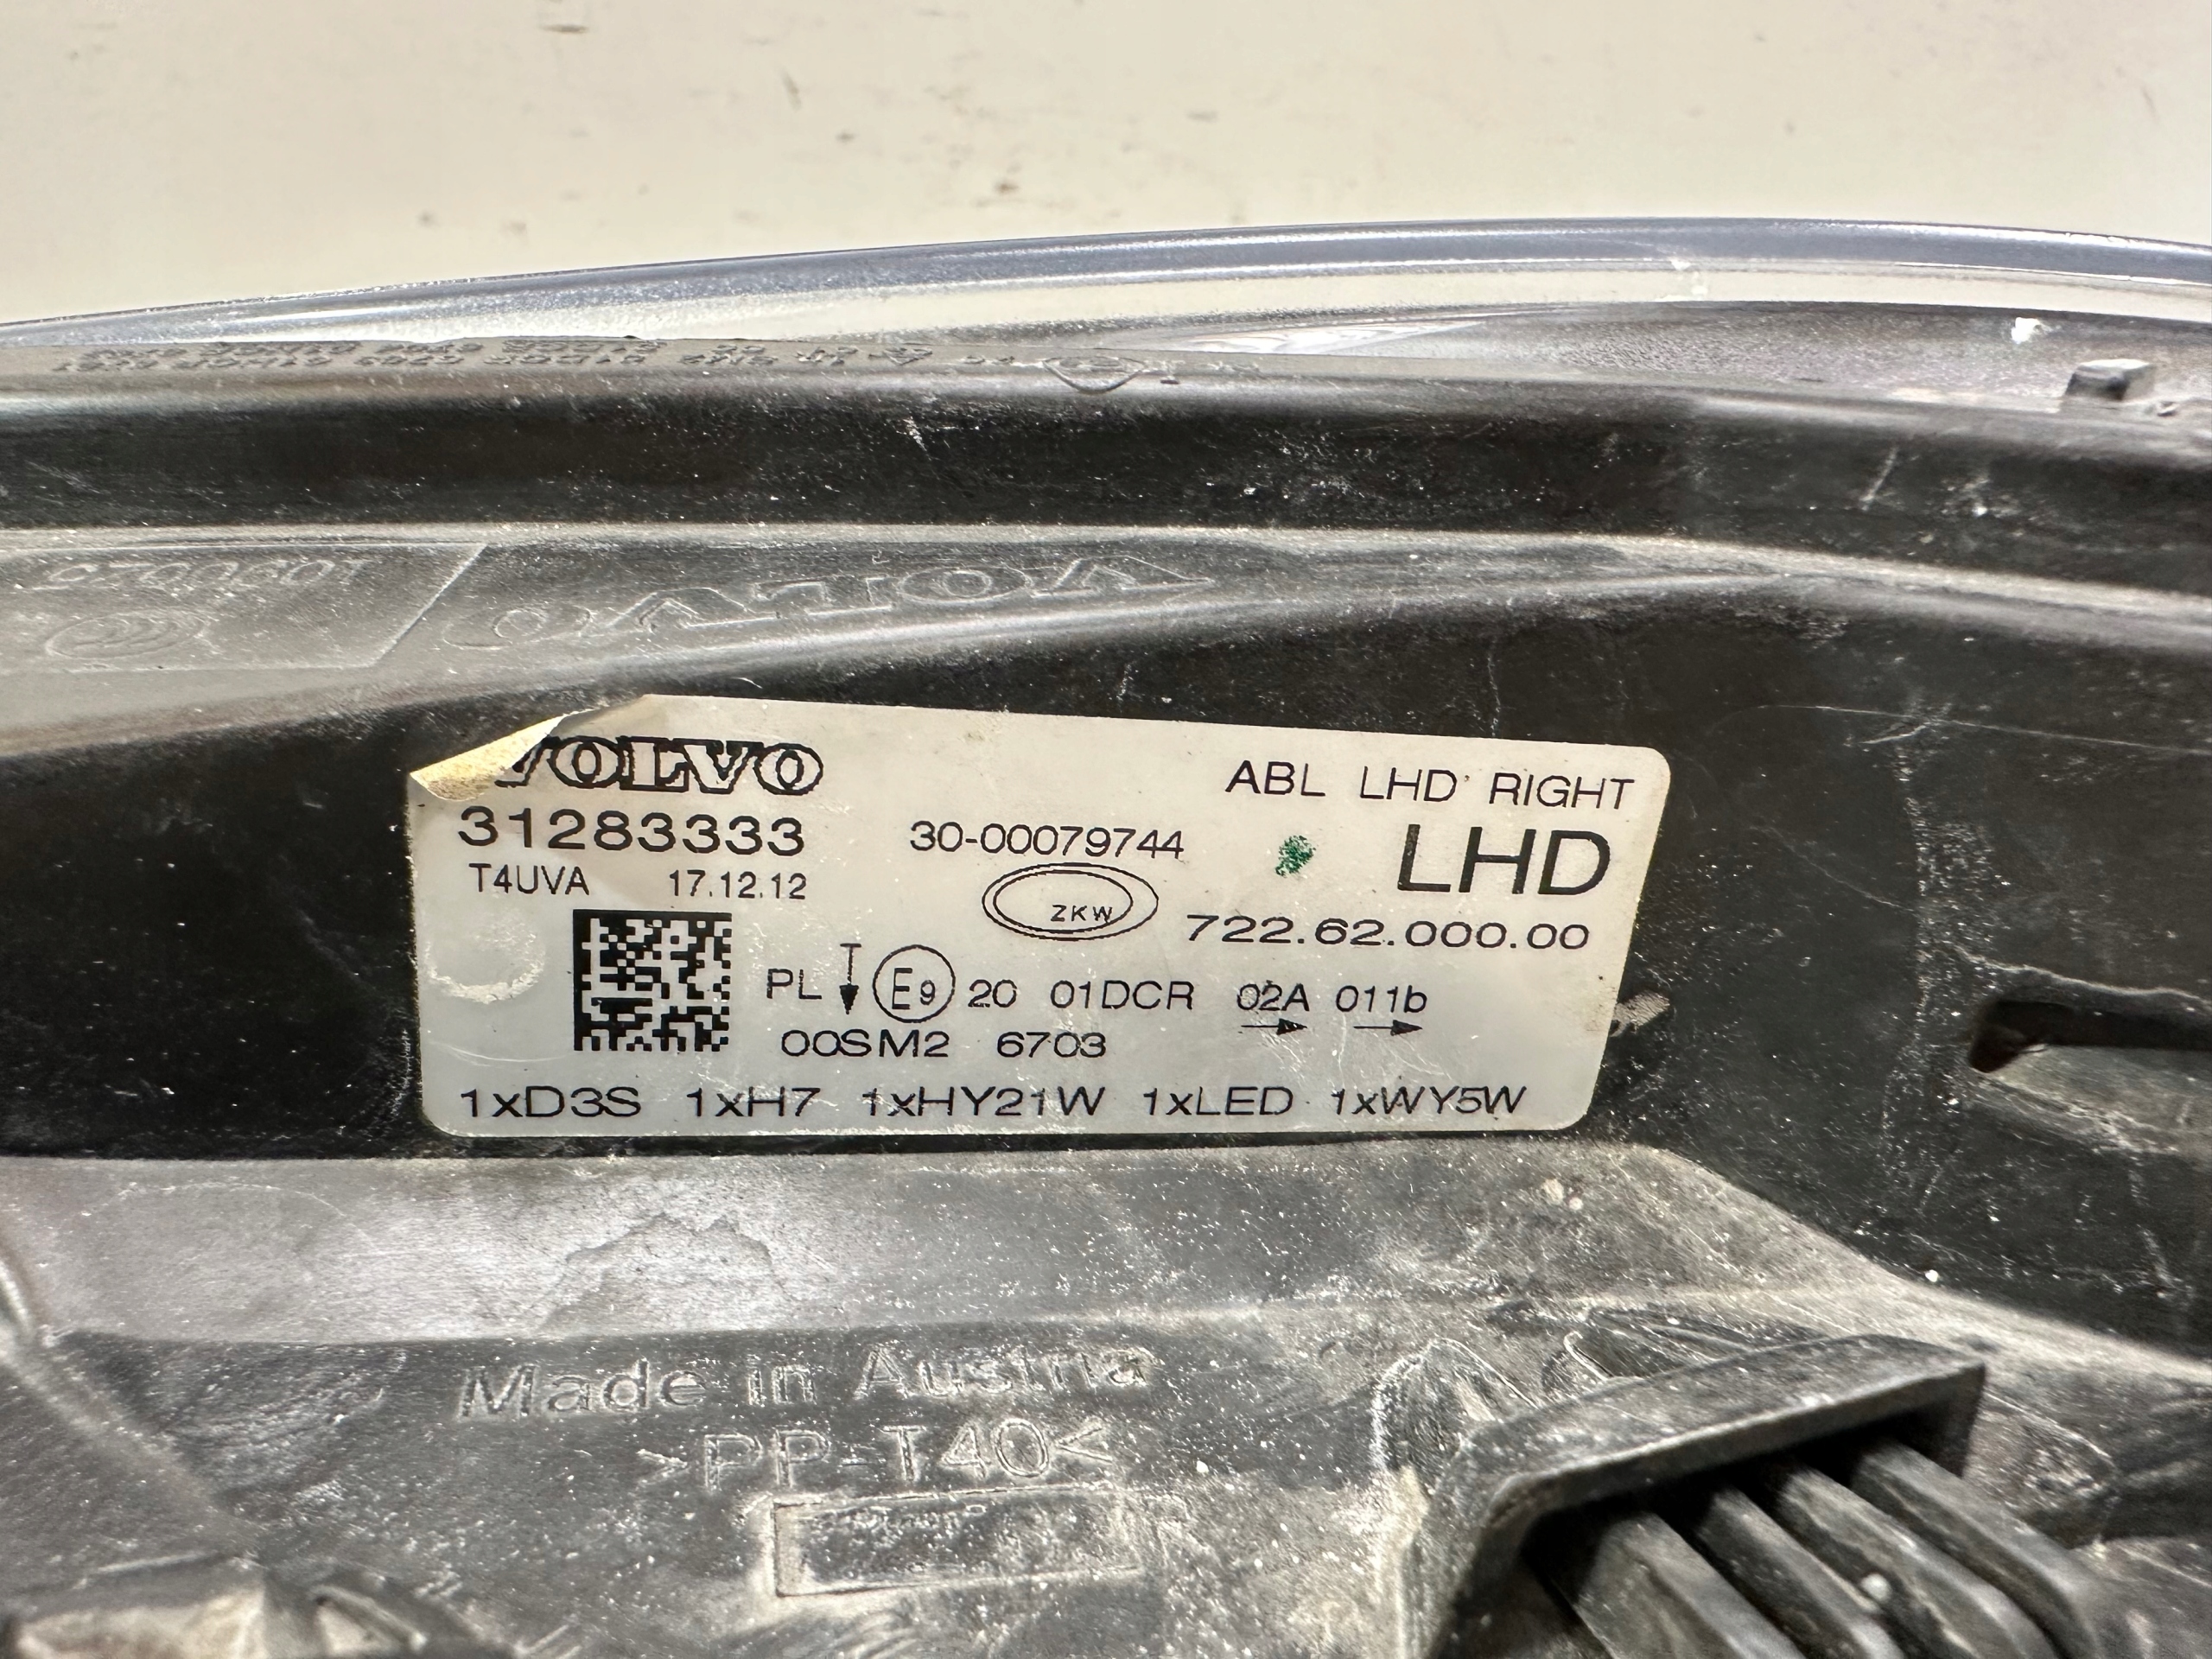 VOLVO
VOLVO
ABL LHD RIGHT
31283333
30-00079744
LHD
T4UVA 17.12.12
ZKW
722.62.000.00
PL E9 20 01DCR 02A 011b
00SM2 6703
1xD3S 1xH7 1xHY21W 1xLED 1xWY5W
Made in Austria
>PP-T40<